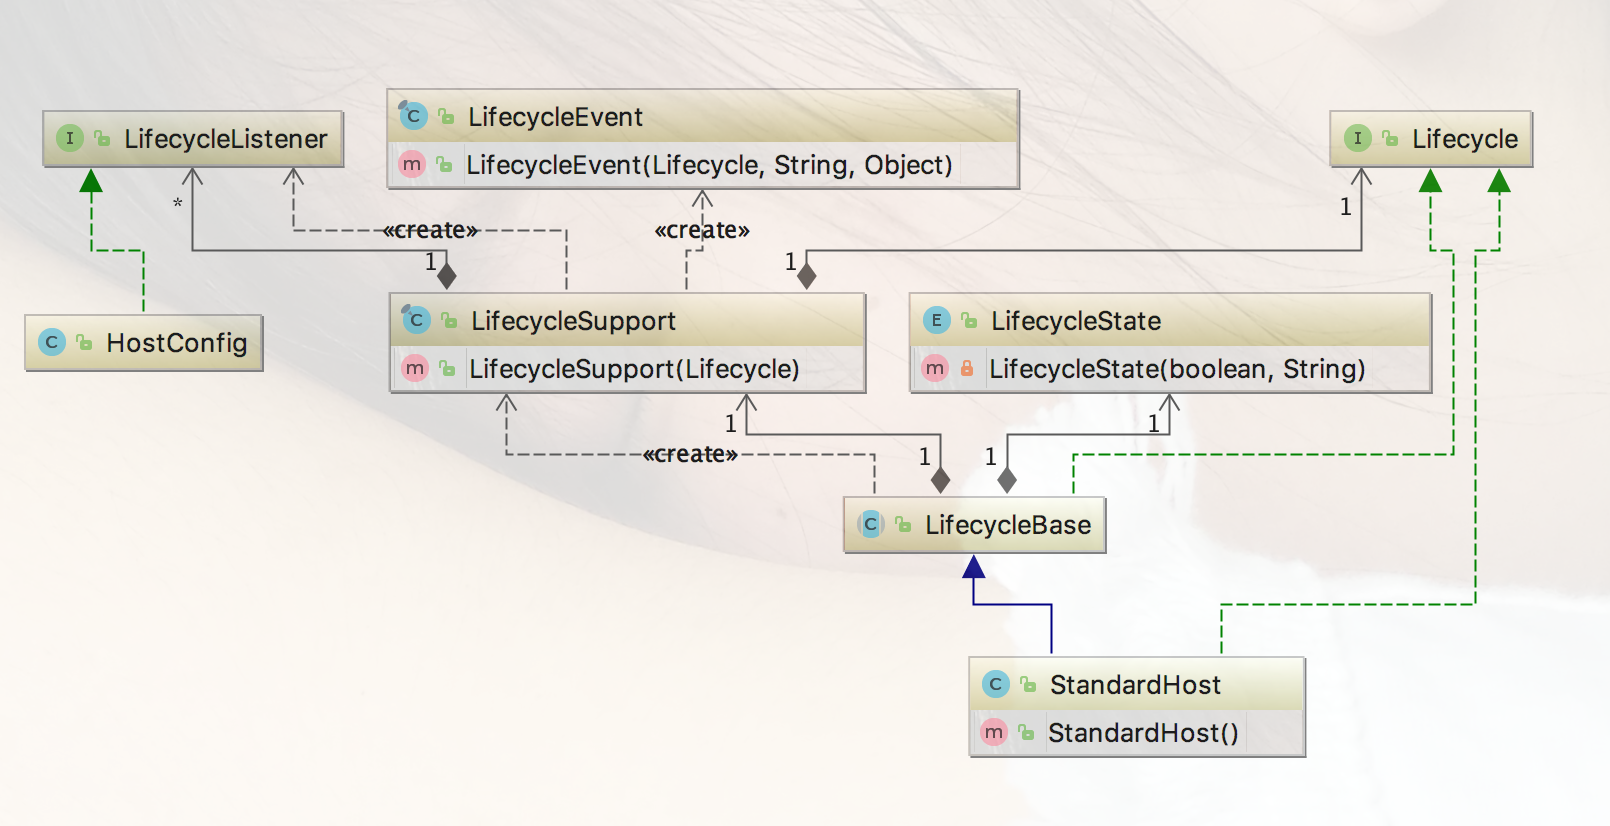 C LifecycleEvent
I LifecycleListener
I Lifecycle
m LifecycleEvent(Lifecycle, String, Object)
*
1
«create»
«create»
1
1
C LifecycleSupport
E LifecycleState
C HostConfig
m LifecycleSupport(Lifecycle)
m LifecycleState(boolean, String)
1
1
«create»
1
1
C LifecycleBase
C StandardHost
m StandardHost()